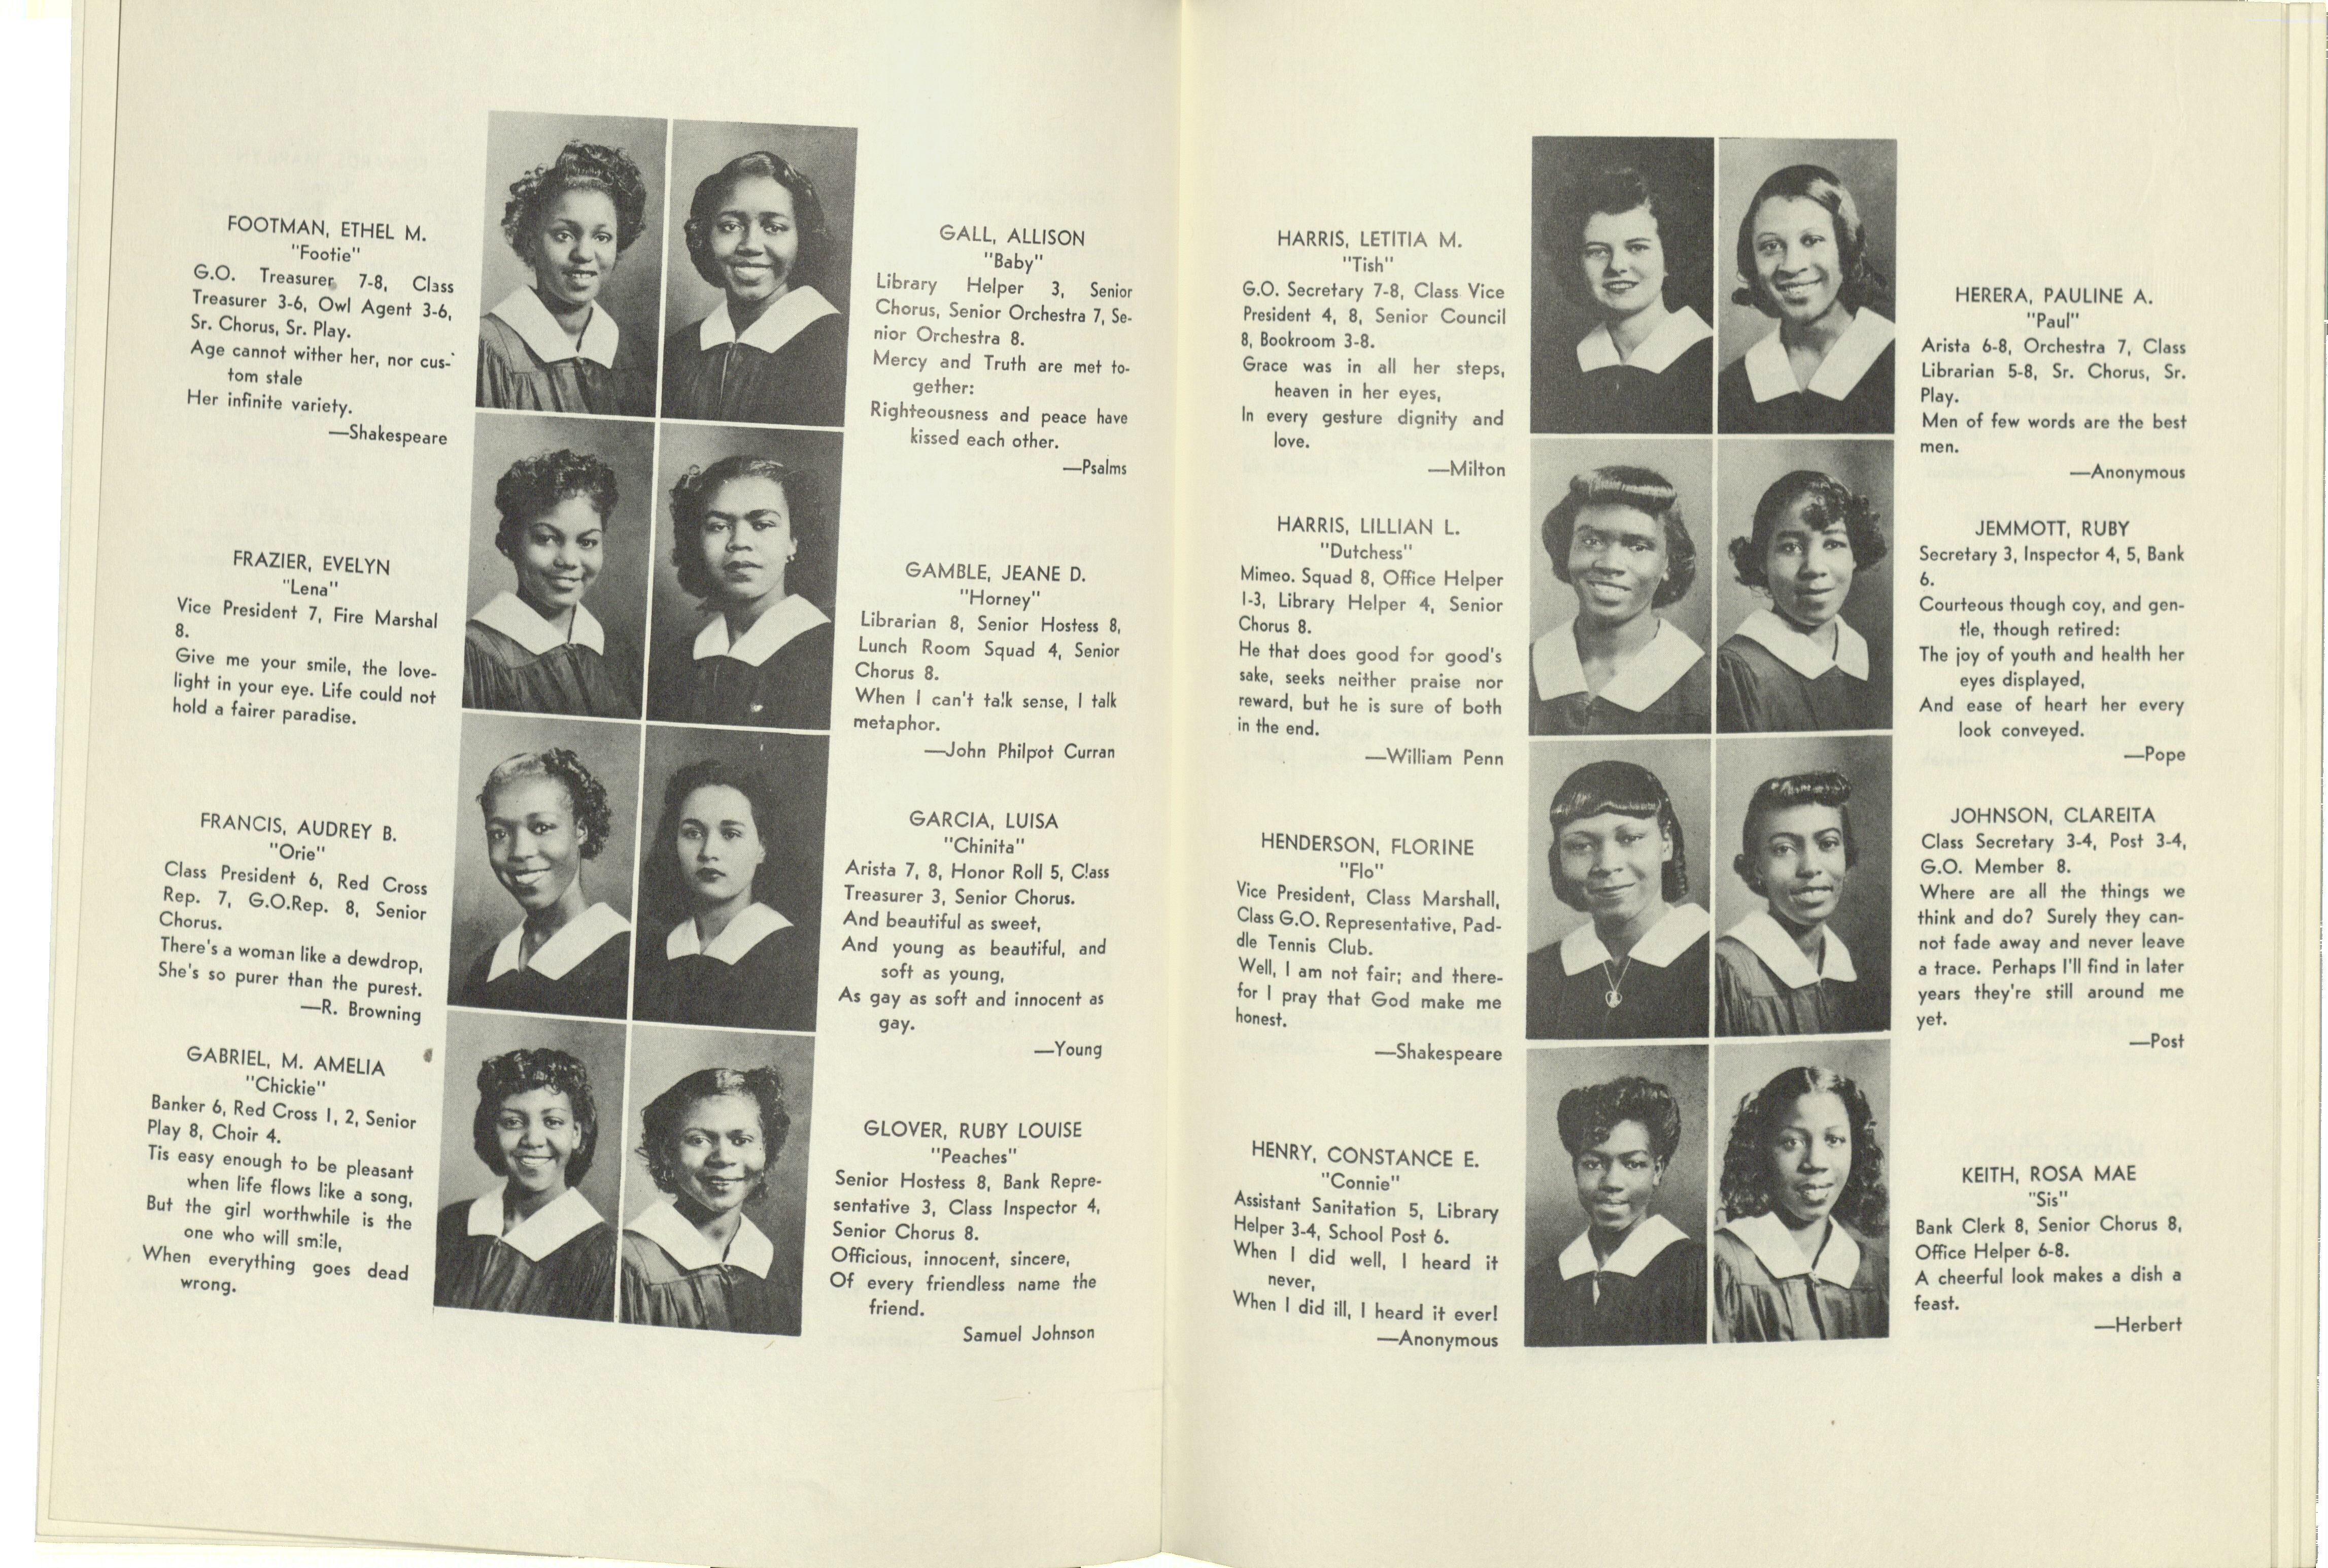 FOOTMAN, ETHEL M.
"Footie"
G.O. Treasurer 7-8, Class
Treasurer 3-6, Owl Agent 3-6,
Sr. Chorus, Sr. Play.
Age cannot wither her, nor cus-
tom stale
Her infinite variety.
—Shakespeare
FRAZIER, EVELYN
"Lena"
Vice President 7, Fire Marshal
8.
Give me your smile, the love-
light in your eye. Life could not
hold a fairer paradise.
FRANCIS, AUDREY B.
"Orie"
Class President 6, Red Cross
Rep. 7, G.O.Rep. 8, Senior
Chorus.
There's a woman like a dewdrop,
She's so purer than the purest.
—R. Browning
GABRIEL, M. AMELIA
"Chickie"
Banker 6, Red Cross 1, 2, Senior
Play 8, Choir 4.
Tis easy enough to be pleasant
when life flows like a song,
But the girl worthwhile is the
one who will smile,
When everything goes dead
wrong.
GALL, ALLISON
"Baby"
Library Helper 3, Senior
Chorus, Senior Orchestra 7, Se-
nior Orchestra 8.
Mercy and Truth are met to-
gether:
Righteousness and peace have
kissed each other.
—Psalms
GAMBLE, JEANE D.
"Horney"
Librarian 8, Senior Hostess 8,
Lunch Room Squad 4, Senior
Chorus 8.
When I can't talk sense, I talk
metaphor.
—John Philpot Curran
GARCIA, LUISA
"Chinita"
Arista 7, 8, Honor Roll 5, Class
Treasurer 3, Senior Chorus.
And beautiful as sweet,
And young as beautiful, and
soft as young,
As gay as soft and innocent as
gay.
—Young
GLOVER, RUBY LOUISE
"Peaches"
Senior Hostess 8, Bank Repre-
sentative 3, Class Inspector 4,
Senior Chorus 8.
Officious, innocent, sincere,
Of every friendless name the
friend.
Samuel Johnson
HARRIS, LETITIA M.
"Tish"
G.O. Secretary 7-8, Class Vice
President 4, 8, Senior Council
8, Bookroom 3-8.
Grace was in all her steps,
heaven in her eyes,
In every gesture dignity and
love.
—Milton
HARRIS, LILLIAN L.
"Dutchess"
Mimeo. Squad 8, Office Helper
1-3, Library Helper 4, Senior
Chorus 8.
He that does good for good's
sake, seeks neither praise nor
reward, but he is sure of both
in the end.
—William Penn
HENDERSON, FLORINE
"Flo"
Vice President, Class Marshall,
Class G.O. Representative, Pad-
dle Tennis Club.
Well, I am not fair; and there-
for I pray that God make me
honest.
—Shakespeare
HENRY, CONSTANCE E.
"Connie"
Assistant Sanitation 5, Library
Helper 3-4, School Post 6.
When I did well, I heard it
never,
When I did ill, I heard it ever!
—Anonymous
HERERA, PAULINE A.
"Paul"
Arista 6-8, Orchestra 7, Class
Librarian 5-8, Sr. Chorus, Sr.
Play.
Men of few words are the best
men.
—Anonymous
JEMMOTT, RUBY
Secretary 3, Inspector 4, 5, Bank
6.
Courteous though coy, and gen-
tle, though retired:
The joy of youth and health her
eyes displayed,
And ease of heart her every
look conveyed.
—Pope
JOHNSON, CLAREITA
Class Secretary 3-4, Post 3-4,
G.O. Member 8.
Where are all the things we
think and do? Surely they can-
not fade away and never leave
a trace. Perhaps I'll find in later
years they're still around me
yet.
—Post
KEITH, ROSA MAE
"Sis"
Bank Clerk 8, Senior Chorus 8,
Office Helper 6-8.
A cheerful look makes a dish a
feast.
—Herbert